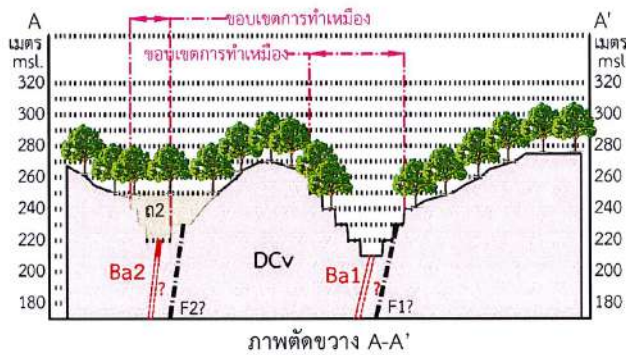 A ขอบเขตการทำเหมือง A'
เมตร ขอบเขตการทำเหมือง เมตร
msl. msl.
320 320
300 300
280 280
260 260
240 ถ2 240
220 220
200 Ba2 ? DCv Ba1 ? 200
180 F2? F1? 180
ภาพตัดขวาง A-A'